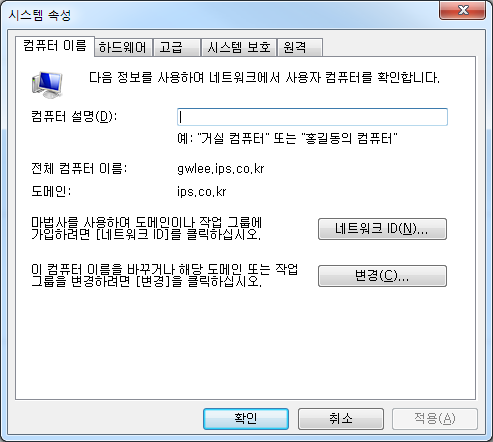 시스템 속성
컴퓨터 이름 하드웨어 고급 시스템 보호 원격
다음 정보를 사용하여 네트워크에서 사용자 컴퓨터를 확인합니다.
컴퓨터 설명(D):
예: "거실 컴퓨터" 또는 "홍길동의 컴퓨터"
전체 컴퓨터 이름: gwlee.ips.co.kr
도메인: ips.co.kr
마법사를 사용하여 도메인이나 작업 그룹에
가입하려면 [네트워크 ID]를 클릭하십시오.
네트워크 ID(N)...
이 컴퓨터 이름을 바꾸거나 해당 도메인 또는 작업
그룹을 변경하려면 [변경]을 클릭하십시오.
변경(C)...
확인 취소 적용(A)